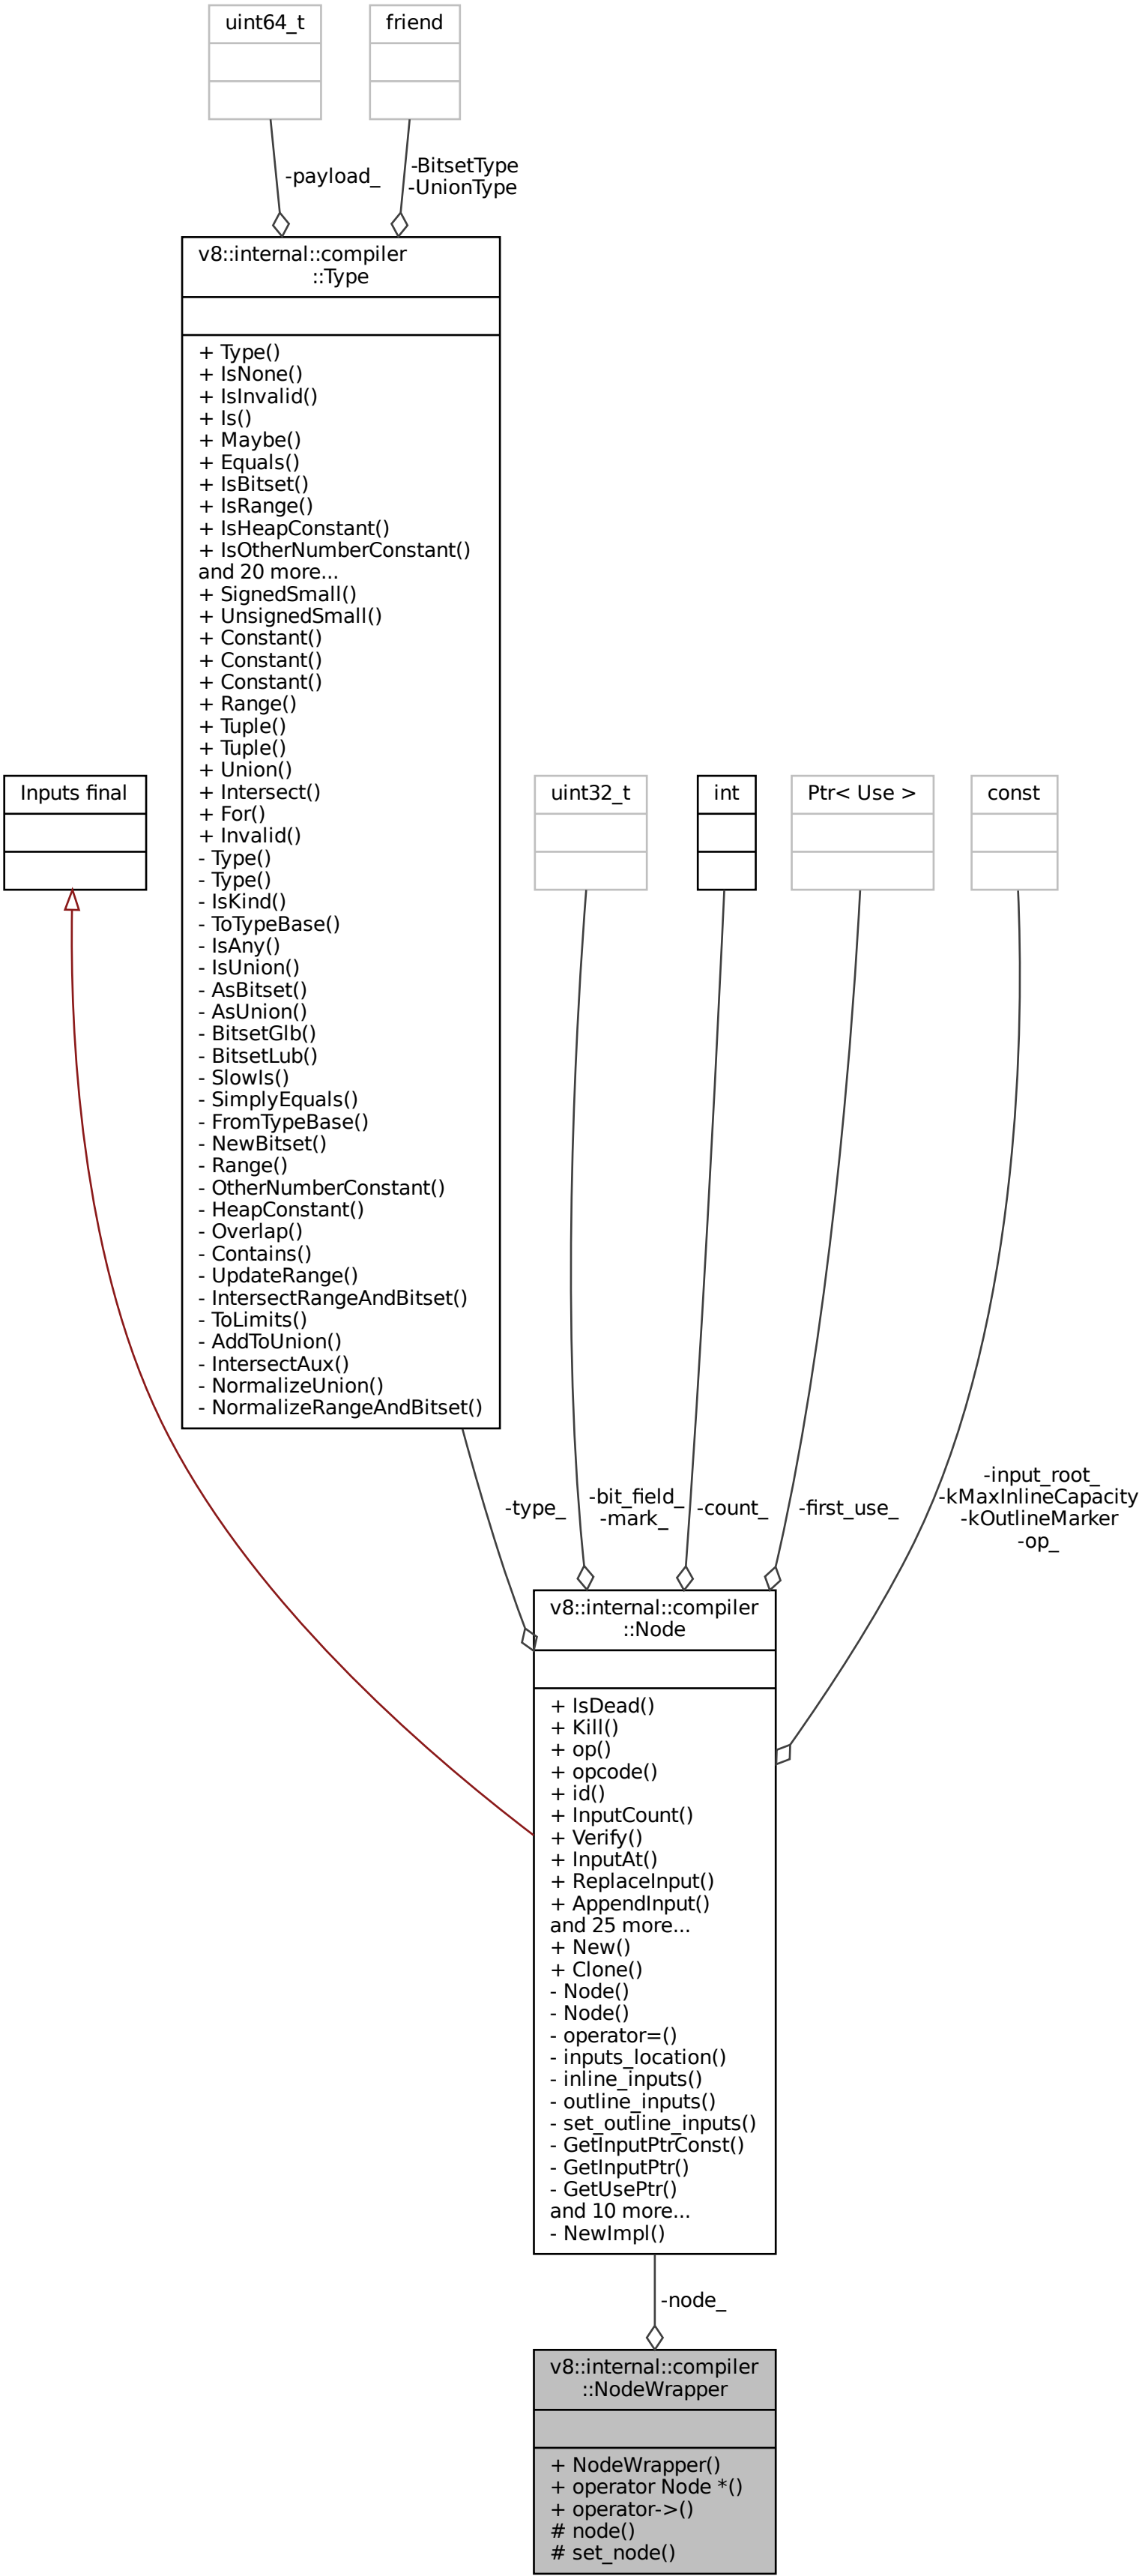 uint64_t
friend
-payload_
-BitsetType
-UnionType
v8::internal::compiler
::Type
+ Type()
+ IsNone()
+ IsInvalid()
+ Is()
+ Maybe()
+ Equals()
+ IsBitset()
+ IsRange()
+ IsHeapConstant()
+ IsOtherNumberConstant()
and 20 more...
+ SignedSmall()
+ UnsignedSmall()
+ Constant()
+ Constant()
+ Constant()
+ Range()
+ Tuple()
+ Tuple()
+ Union()
+ Intersect()
+ For()
+ Invalid()
- Type()
- Type()
- IsKind()
- ToTypeBase()
- IsAny()
- IsUnion()
- AsBitset()
- AsUnion()
- BitsetGlb()
- BitsetLub()
- SlowIs()
- SimplyEquals()
- FromTypeBase()
- NewBitset()
- Range()
- OtherNumberConstant()
- HeapConstant()
- Overlap()
- Contains()
- UpdateRange()
- IntersectRangeAndBitset()
- ToLimits()
- AddToUnion()
- IntersectAux()
- NormalizeUnion()
- NormalizeRangeAndBitset()
Inputs final
uint32_t
int
Ptr< Use >
const
-type_
-bit_field_
-mark_
-count_
-first_use_
-input_root_
-kMaxInlineCapacity
-kOutlineMarker
-op_
v8::internal::compiler
::Node
+ IsDead()
+ Kill()
+ op()
+ opcode()
+ id()
+ InputCount()
+ Verify()
+ InputAt()
+ ReplaceInput()
+ AppendInput()
and 25 more...
+ New()
+ Clone()
- Node()
- Node()
- operator=()
- inputs_location()
- inline_inputs()
- outline_inputs()
- set_outline_inputs()
- GetInputPtrConst()
- GetInputPtr()
- GetUsePtr()
and 10 more...
- NewImpl()
-node_
v8::internal::compiler
::NodeWrapper
+ NodeWrapper()
+ operator Node *()
+ operator->()
# node()
# set_node()